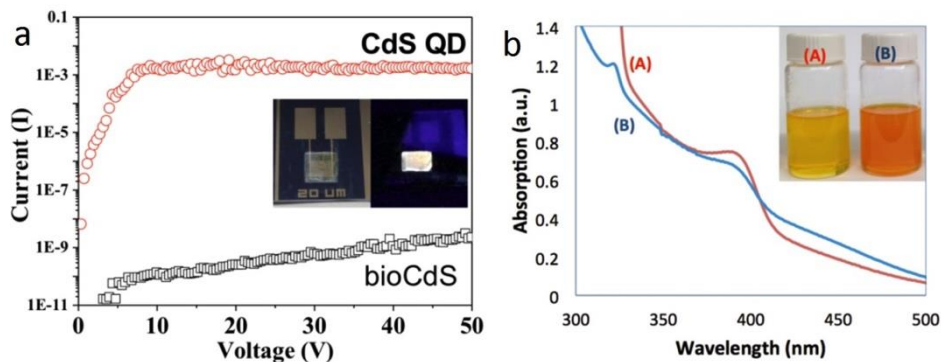 a
0.1
1E-3
1E-5
1E-7
1E-9
1E-11
Current (I)
CdS QD
20 UM
bioCdS
0 10 20 30 40 50
Voltage (V)
b
1.4
1.2
1
0.8
0.6
0.4
0.2
0
Absorption (a.u.)
(A)
(B)
(A) (B)
300 350 400 450 500
Wavelength (nm)